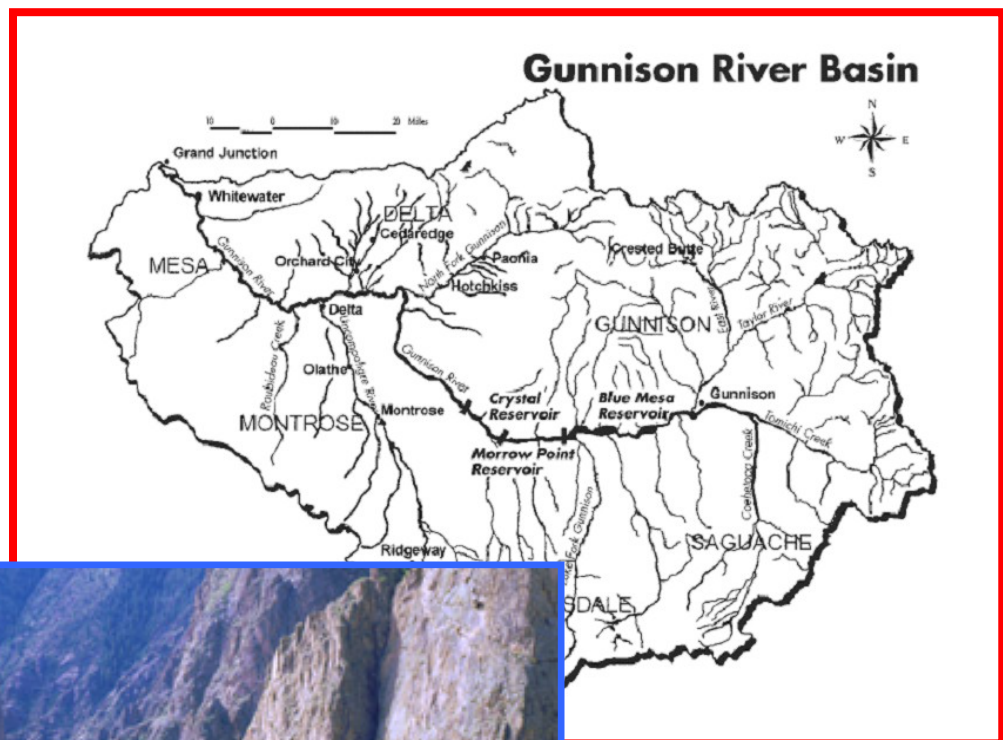 Gunnison River Basin
10 0 10 20 Miles
N
W E
S
Grand Junction
Whitewater
DELTA
Cedaredge
Gunnison River
MESA
Orchard City
North Fork Gunnison
Paonia
Hotchkiss
Crested Butte
Delta
GUNNISON
East River
Taylor River
Roubideau Creek
Uncompahgre River
Olathe
Gunnison River
Montrose
MONTROSE
Crystal
Reservoir
Blue Mesa
Reservoir
Gunnison
Tomichi Creek
Morrow Point
Reservoir
Cochetopa Creek
Lake Fork Gunnison
SAGUACHE
Ridgeway
SDALE